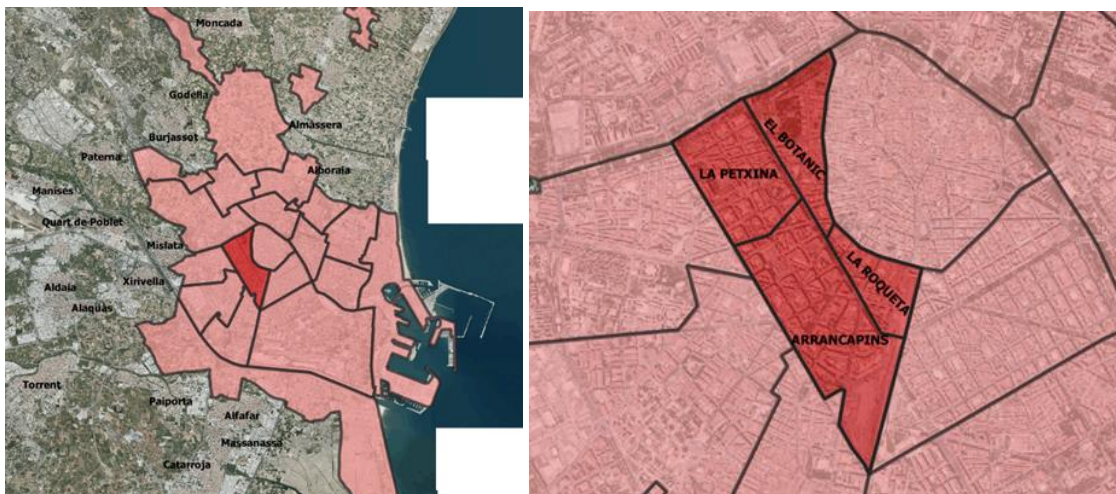 Moncada
Godella
Almàssera
Burjassot
Paterna
Alboraia
Manises
Quart de Poblet
Mislata
Xirivella
Aldaia
Alaquàs
Torrent
Paiporta
Alfafar
Massanassa
Catarroja
EL BOTANIC
LA PETXINA
LA ROQUETA
ARRANCAPINS